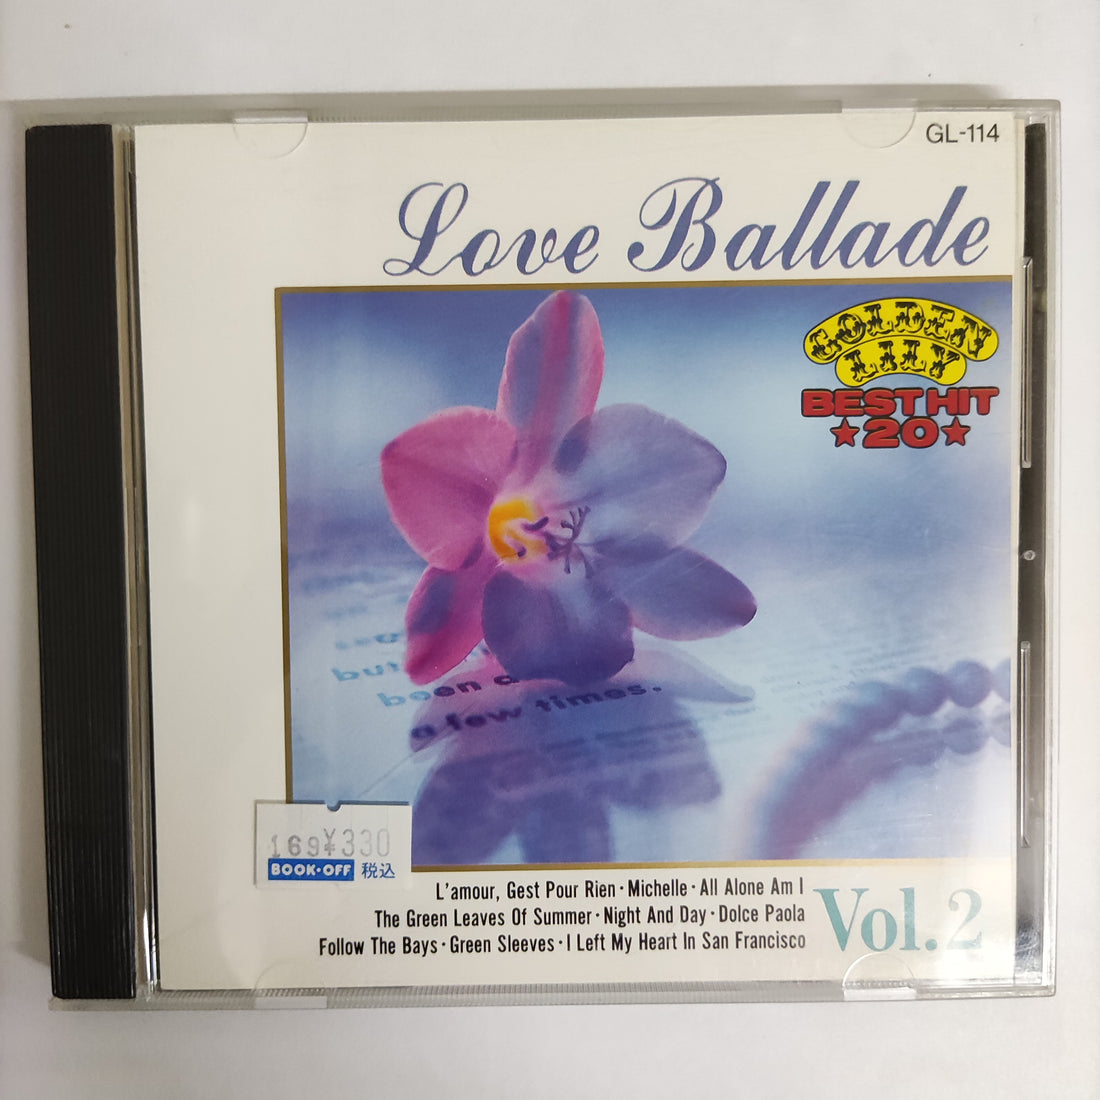 GL-114
Love Ballade
GOLDEN
LILY
BEST HIT
★20★
but
been a
a few times.
169 ¥330
BOOK·OFF 税込
L'amour, Gest Pour Rien · Michelle · All Alone Am I
The Green Leaves Of Summer · Night And Day · Dolce Paola
Follow The Bays · Green Sleeves · I Left My Heart In San Francisco
Vol.2